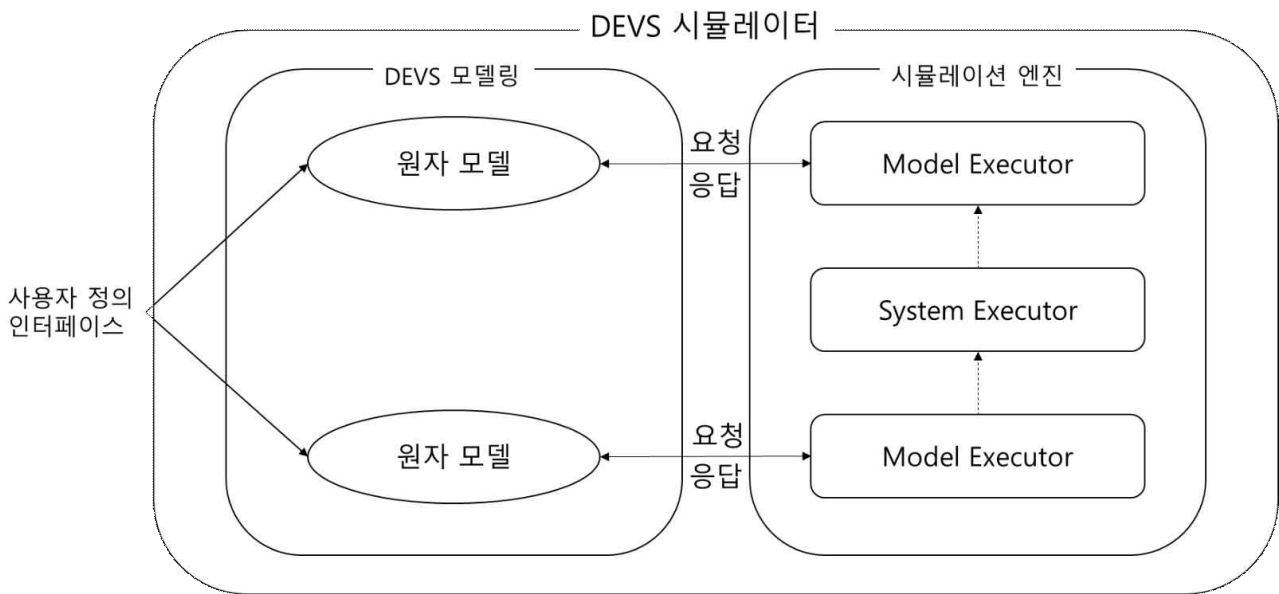 DEVS 시뮬레이터
DEVS 모델링
시뮬레이션 엔진
원자 모델
요청
응답
Model Executor
사용자 정의
인터페이스
System Executor
원자 모델
요청
응답
Model Executor